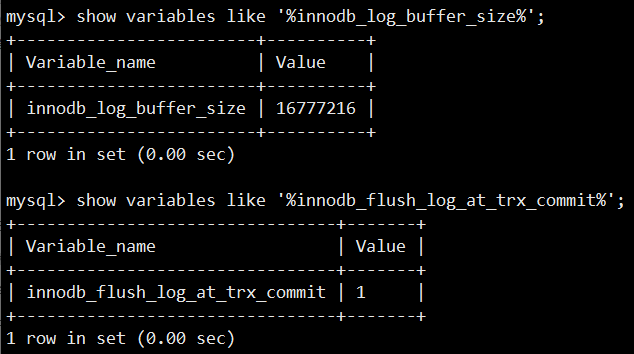 mysql> show variables like '%innodb_log_buffer_size%';
+------------------------+----------+
| Variable_name          | Value    |
+------------------------+----------+
| innodb_log_buffer_size | 16777216 |
+------------------------+----------+
1 row in set (0.00 sec)
mysql> show variables like '%innodb_flush_log_at_trx_commit%';
+--------------------------------+-------+
| Variable_name                  | Value |
+--------------------------------+-------+
| innodb_flush_log_at_trx_commit | 1     |
+--------------------------------+-------+
1 row in set (0.00 sec)